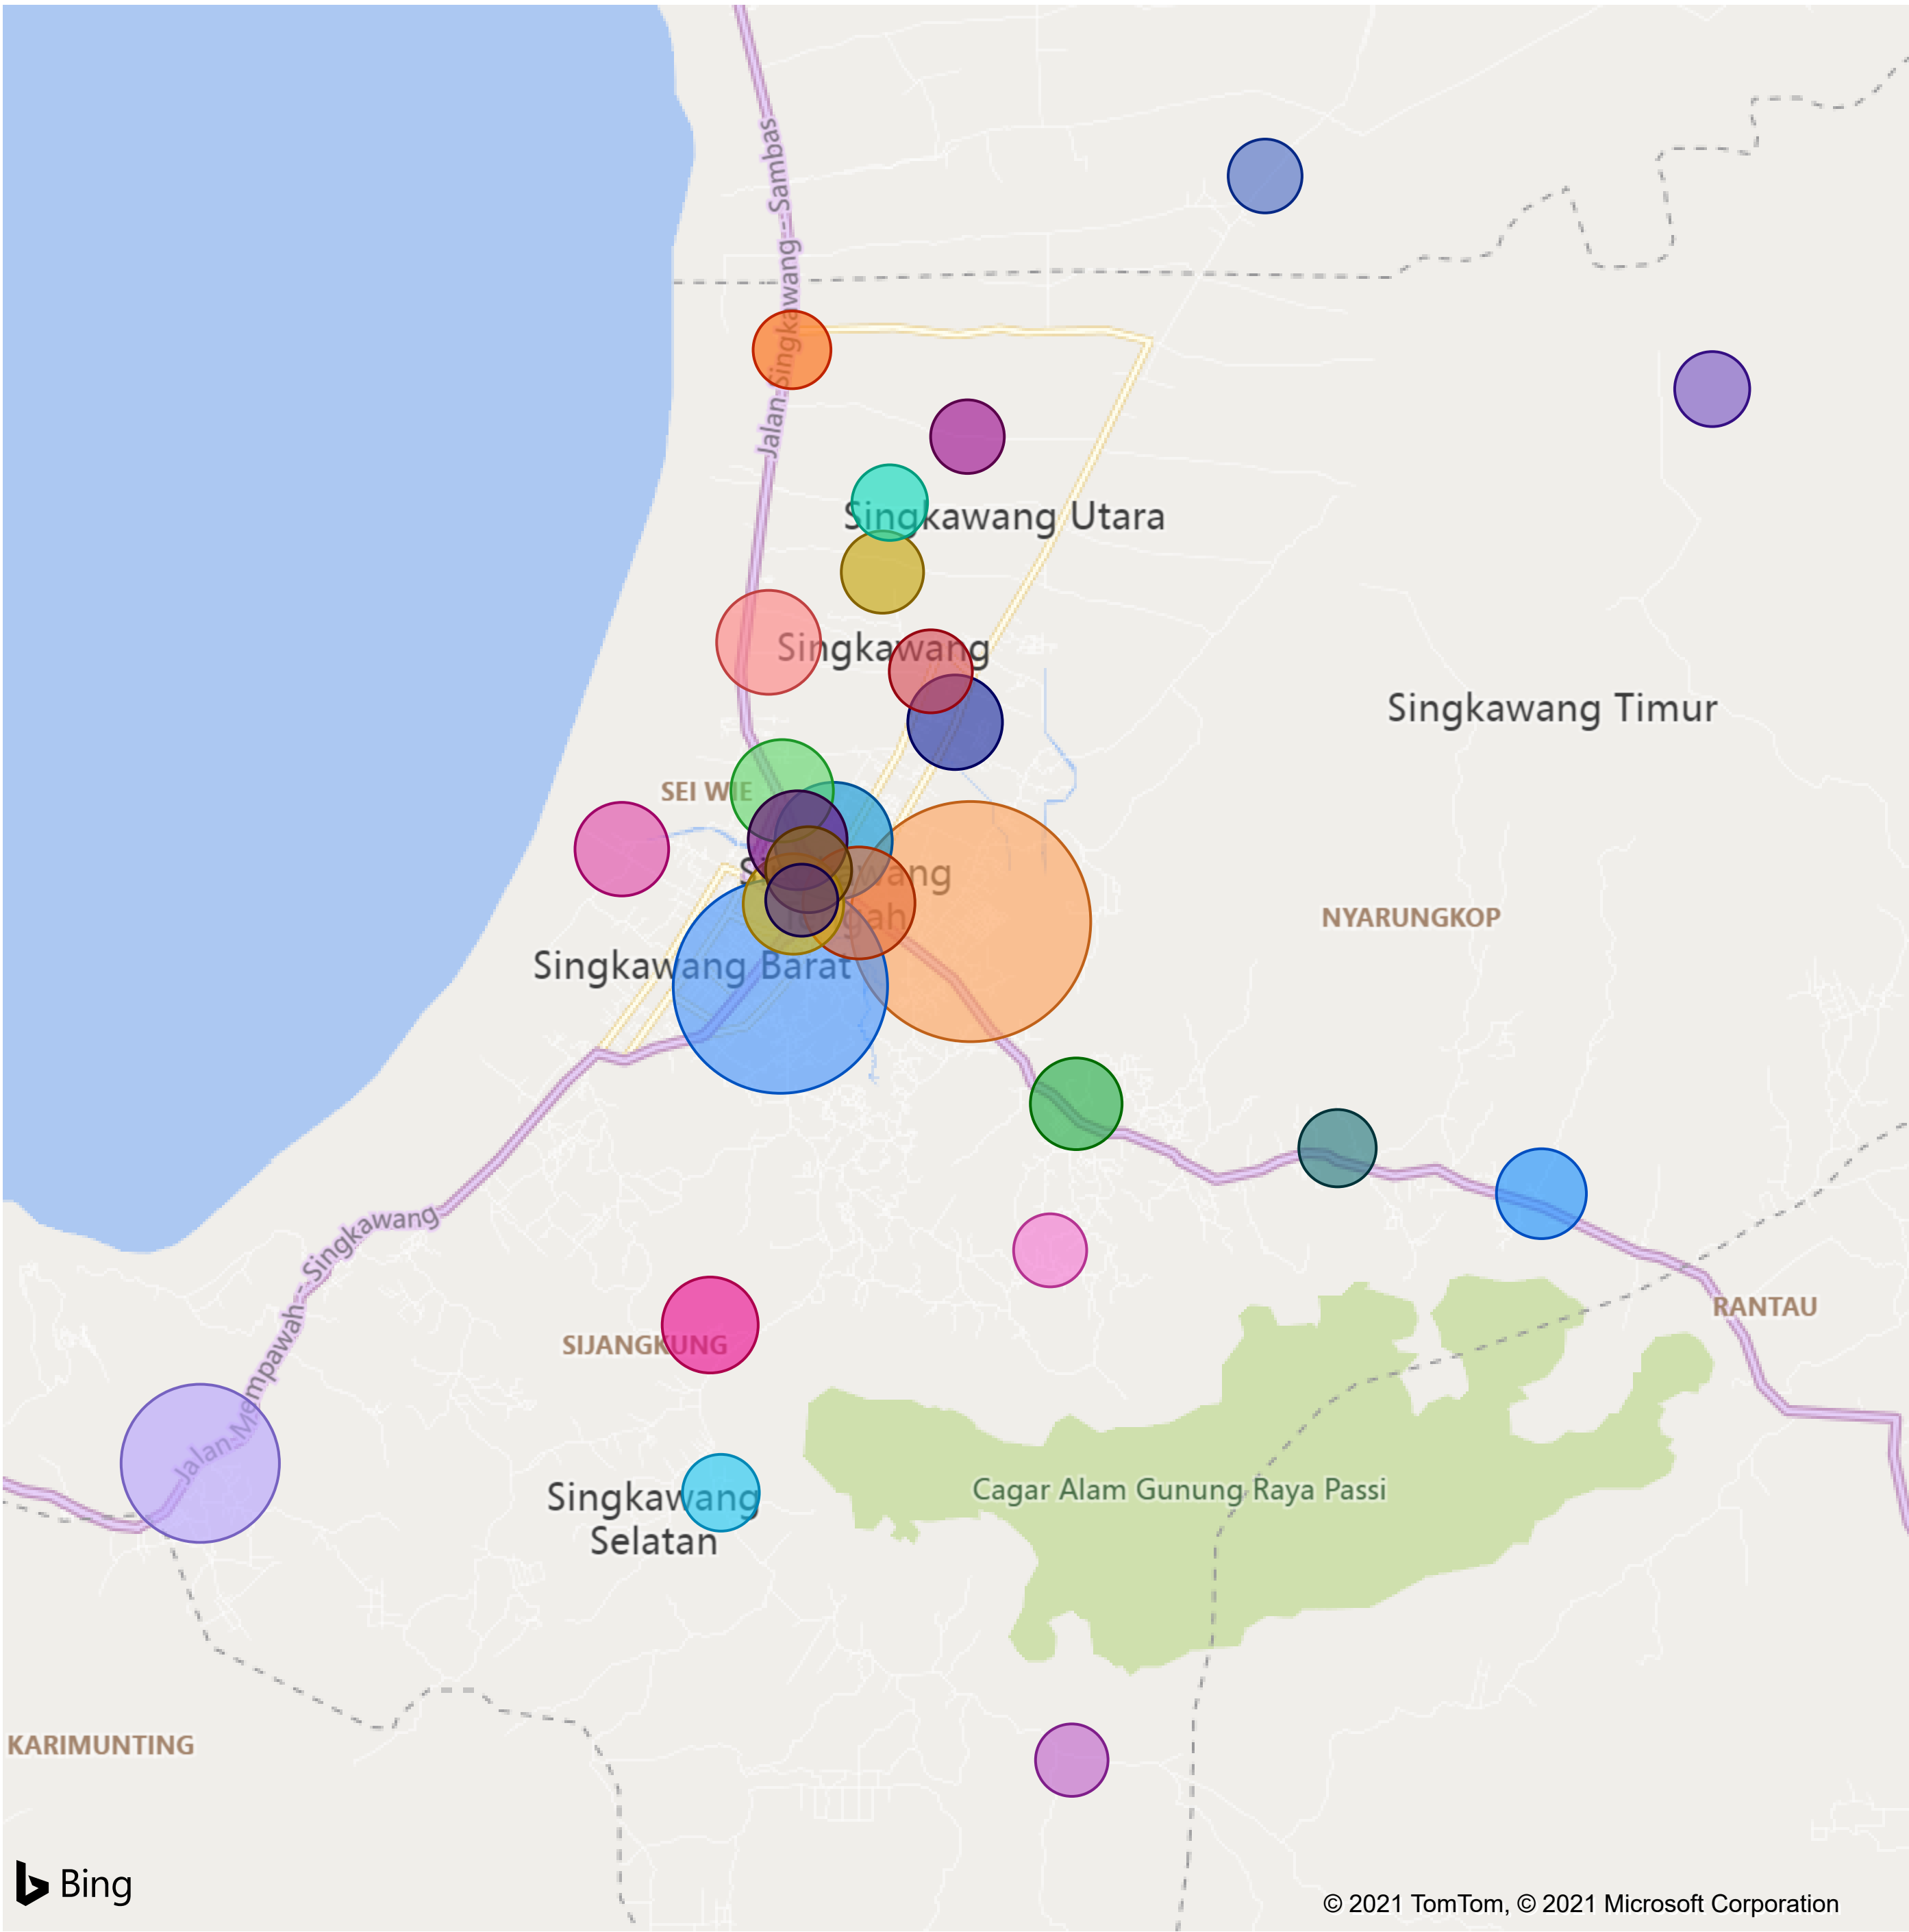 Jalan Singkawang - Sambas
Singkawang Utara
Singkawang
Singkawang Timur
SEI WIE
Singkawang
Tengah
NYARUNGKOP
Singkawang Barat
Jalan Mempawah - Singkawang
RANTAU
SIJANGKUNG
Cagar Alam Gunung Raya Passi
Singkawang
Selatan
KARIMUNTING
Bing
© 2021 TomTom, © 2021 Microsoft Corporation